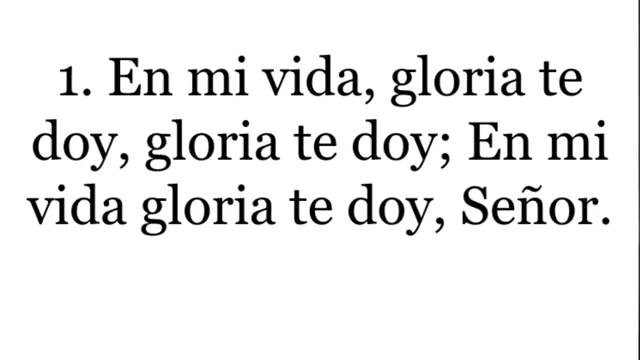 1. En mi vida, gloria te
doy, gloria te doy; En mi
vida gloria te doy, Señor.